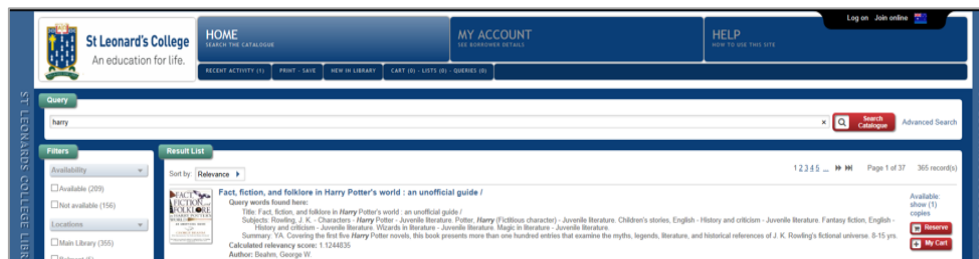 Log on Join online
St Leonard's College
An education for life.
HOME
SEARCH THE CATALOGUE
MY ACCOUNT
SEE BORROWER DETAILS
HELP
HOW TO USE THIS SITE
RECENT ACTIVITY (1) PRINT - SAVE NEW IN LIBRARY CART (0) - LISTS (0) - QUERIES (0)
ST LEONARDS COLLEGE LIBR
Query
harry
× Search Catalogue Advanced Search
Filters
Availability
Available (209)
Not available (156)
Locations
Main Library (355)
Result List
Sort by: Relevance
1 2 3 4 5 ... Page 1 of 37 365 record(s)
FACT,
FICTION,
FOLKLORE
Fact, fiction, and folklore in Harry Potter's world : an unofficial guide /
Query words found here:
Title: Fact, fiction, and folklore in Harry Potter's world : an unofficial guide /
Subjects: Rowling, J. K. - Characters - Harry Potter - Juvenile literature. Potter, Harry (Fictitious character) - Juvenile literature. Children's stories, English - History and criticism - Juvenile literature. Fantasy fiction, English -
History and criticism - Juvenile literature. Wizards in literature - Juvenile literature. Magic in literature - Juvenile literature.
Summary: YA. Covering the first five Harry Potter novels, this book presents more than one hundred entries that examine the myths, legends, literature, and historical references of J. K. Rowling's fictional universe. 8-15 yrs.
Calculated relevancy score: 1.1244835
Author: Beahm, George W.
Available:
show (1)
copies
Reserve
My Cart